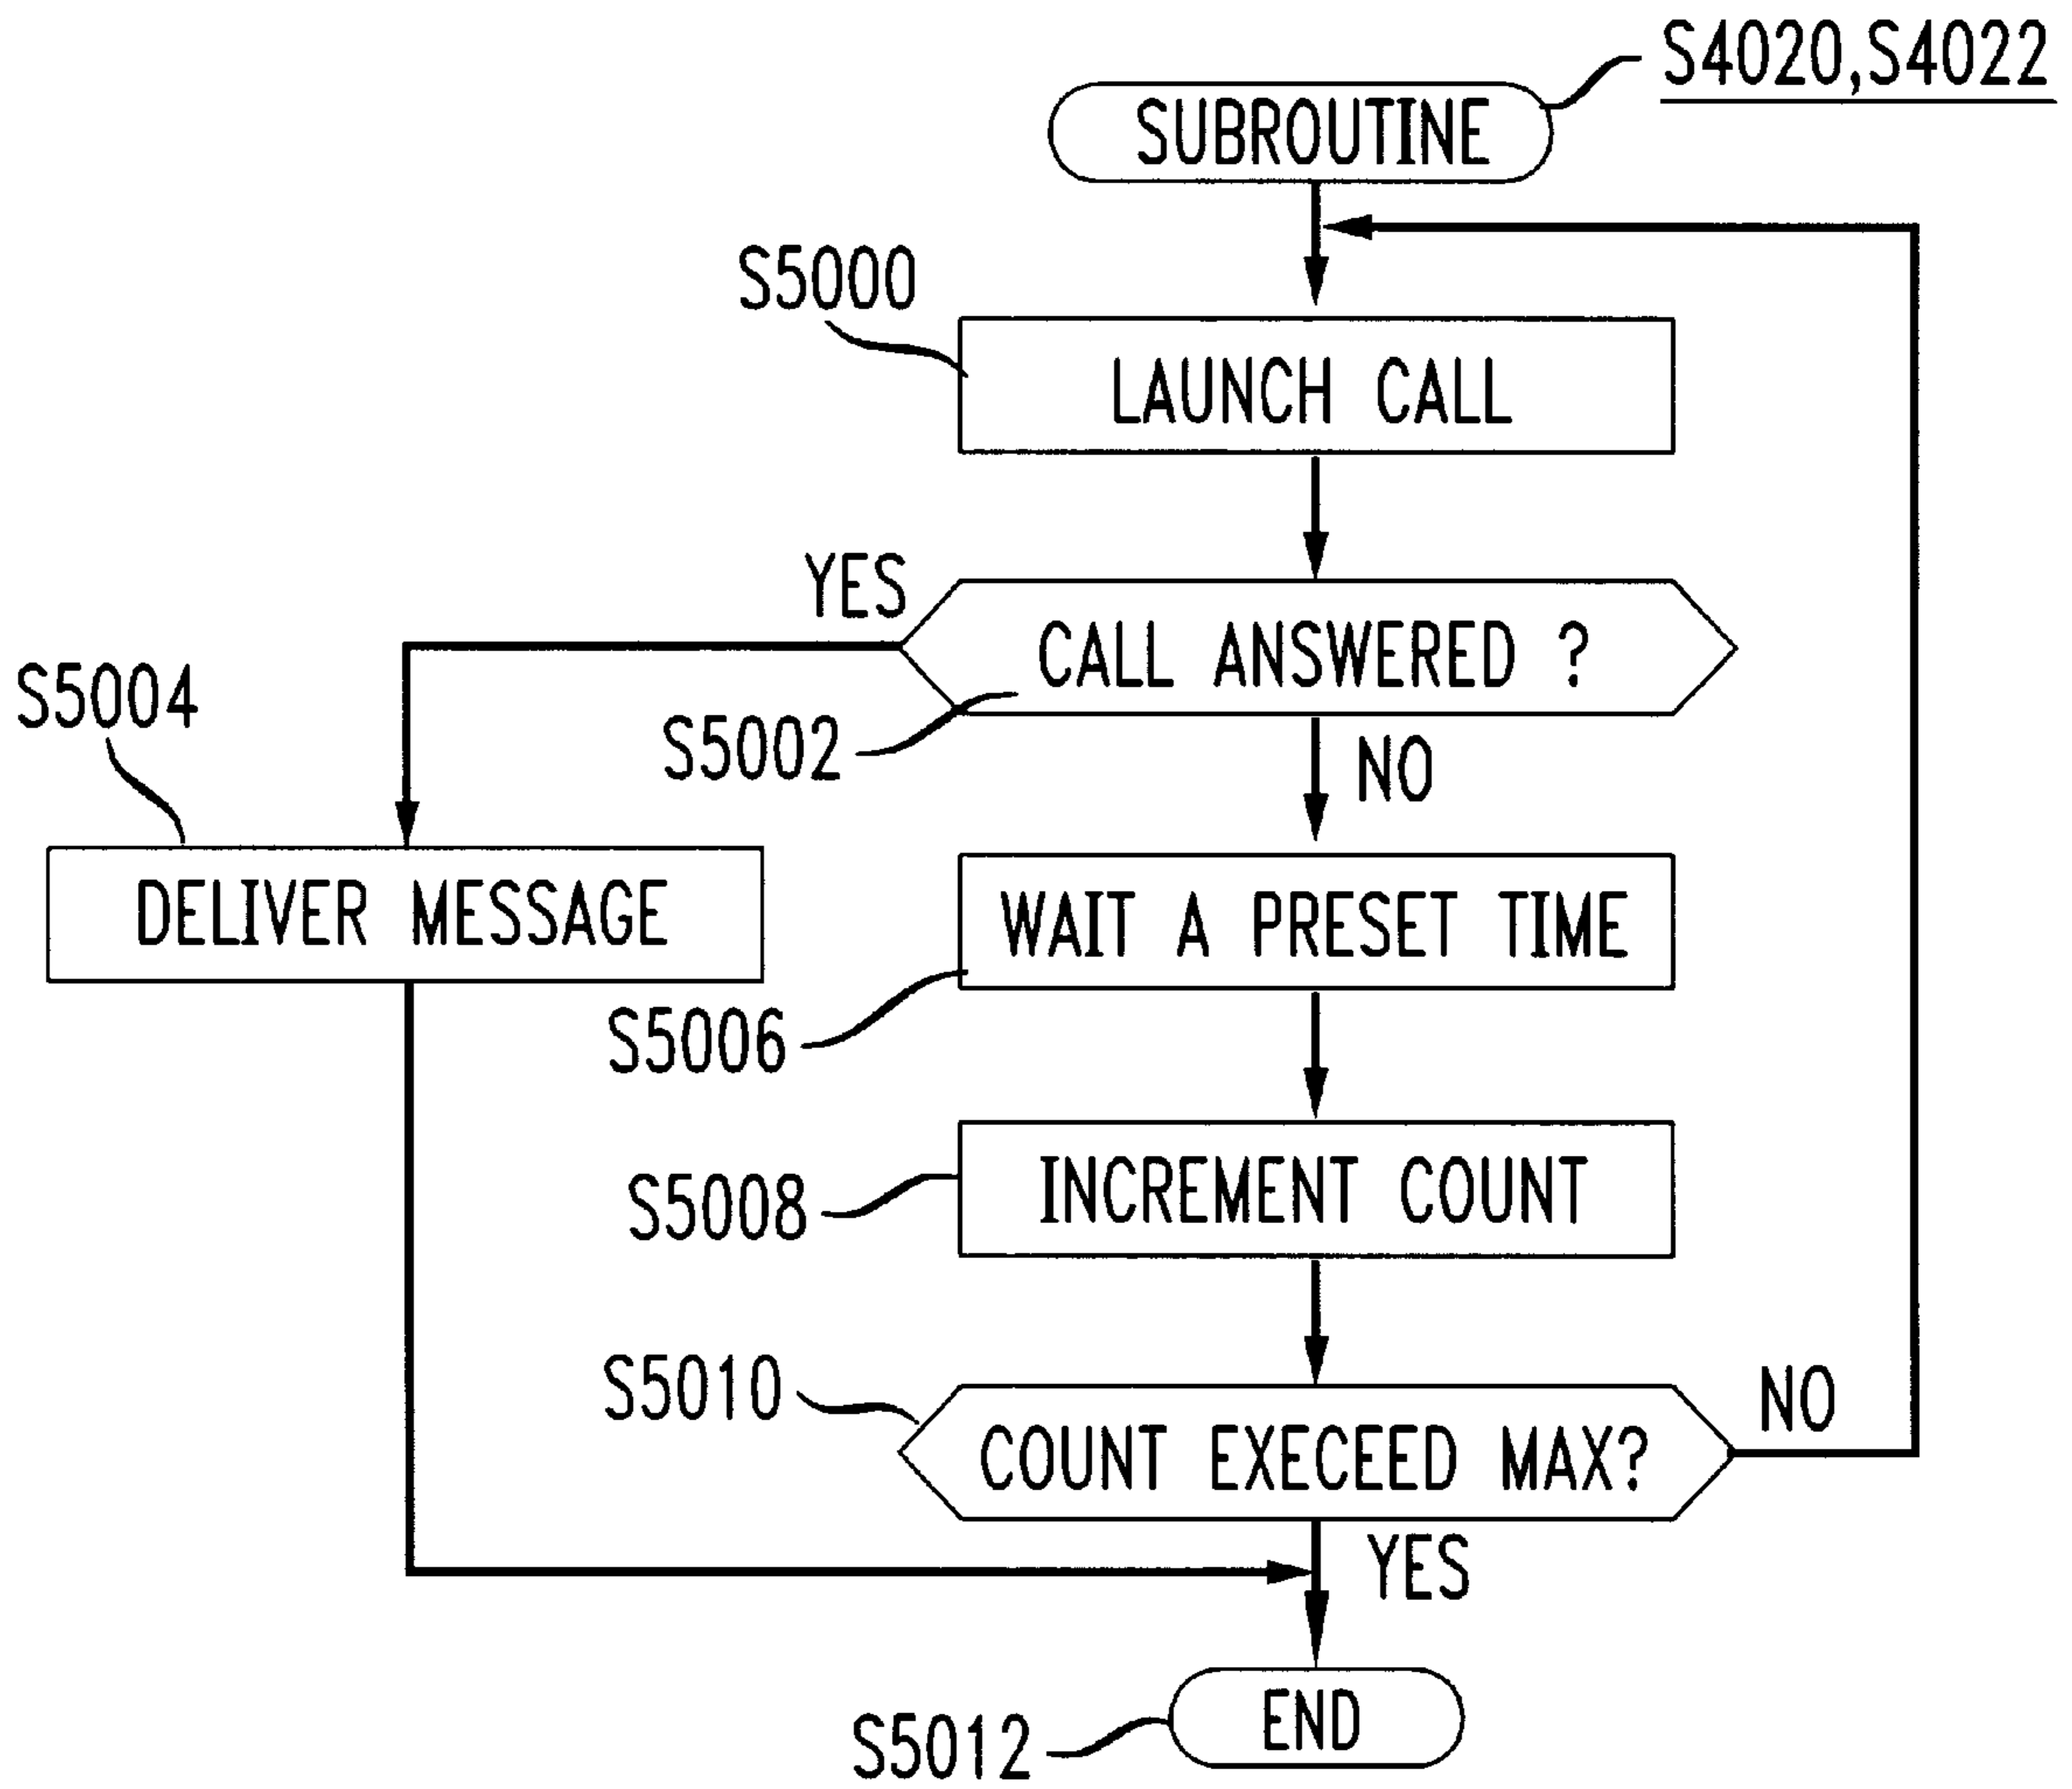 S4020,S4022
SUBROUTINE
S5000
LAUNCH CALL
YES
CALL ANSWERED ?
S5004
S5002
NO
DELIVER MESSAGE
WAIT A PRESET TIME
S5006
INCREMENT COUNT
S5008
S5010
NO
COUNT EXECEED MAX?
YES
END
S5012